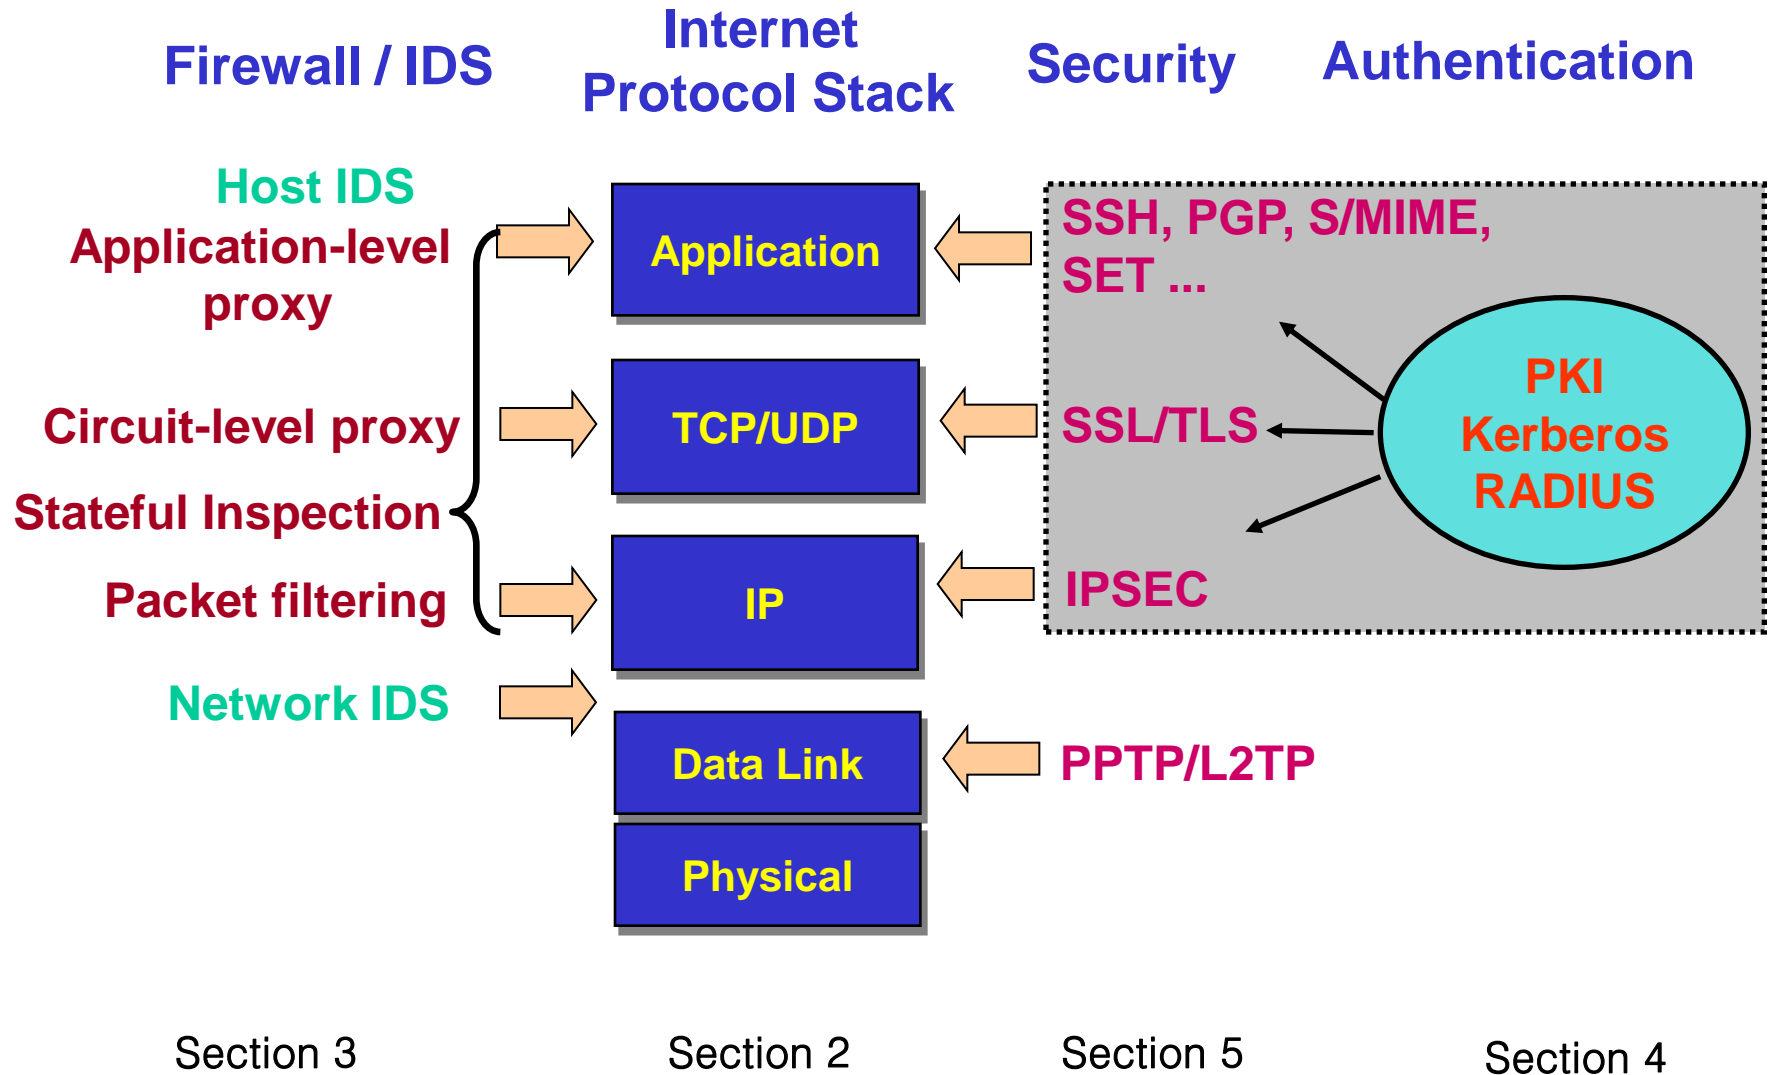 Firewall / IDS
Internet
Protocol Stack
Security
Authentication
Host IDS
Application-level
proxy
Circuit-level proxy
Stateful Inspection
Packet filtering
Network IDS
Application
TCP/UDP
IP
Data Link
Physical
SSH, PGP, S/MIME,
SET ...
SSL/TLS
IPSEC
PPTP/L2TP
PKI
Kerberos
RADIUS
Section 3
Section 2
Section 5
Section 4